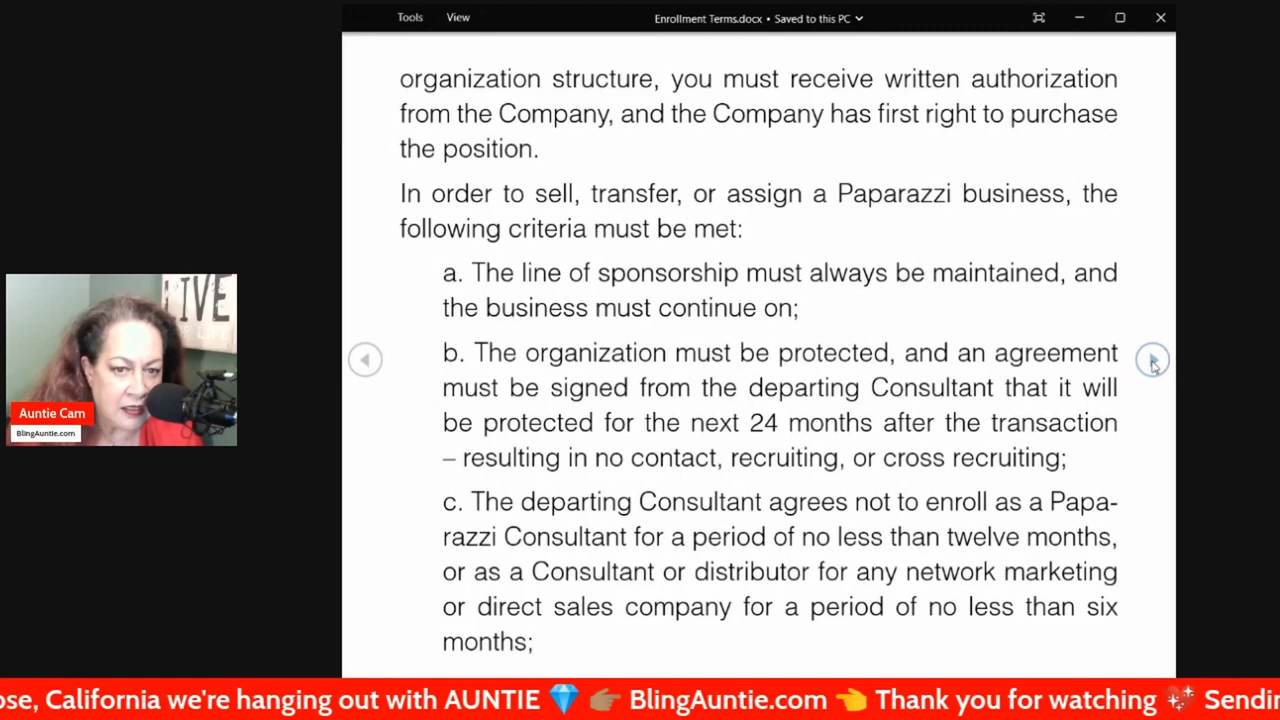 Tools View Enrollment Terms.docx • Saved to this PC
organization structure, you must receive written authorization
from the Company, and the Company has first right to purchase
the position.
In order to sell, transfer, or assign a Paparazzi business, the
following criteria must be met:
a. The line of sponsorship must always be maintained, and
the business must continue on;
b. The organization must be protected, and an agreement
must be signed from the departing Consultant that it will
be protected for the next 24 months after the transaction
– resulting in no contact, recruiting, or cross recruiting;
c. The departing Consultant agrees not to enroll as a Papa-
razzi Consultant for a period of no less than twelve months,
or as a Consultant or distributor for any network marketing
or direct sales company for a period of no less than six
months;
LIVE
Auntie Cam
BlingAuntie.com
ose, California we're hanging out with AUNTIE 💎 👉🏽 BlingAuntie.com 👈 Thank you for watching 💖 Sendin